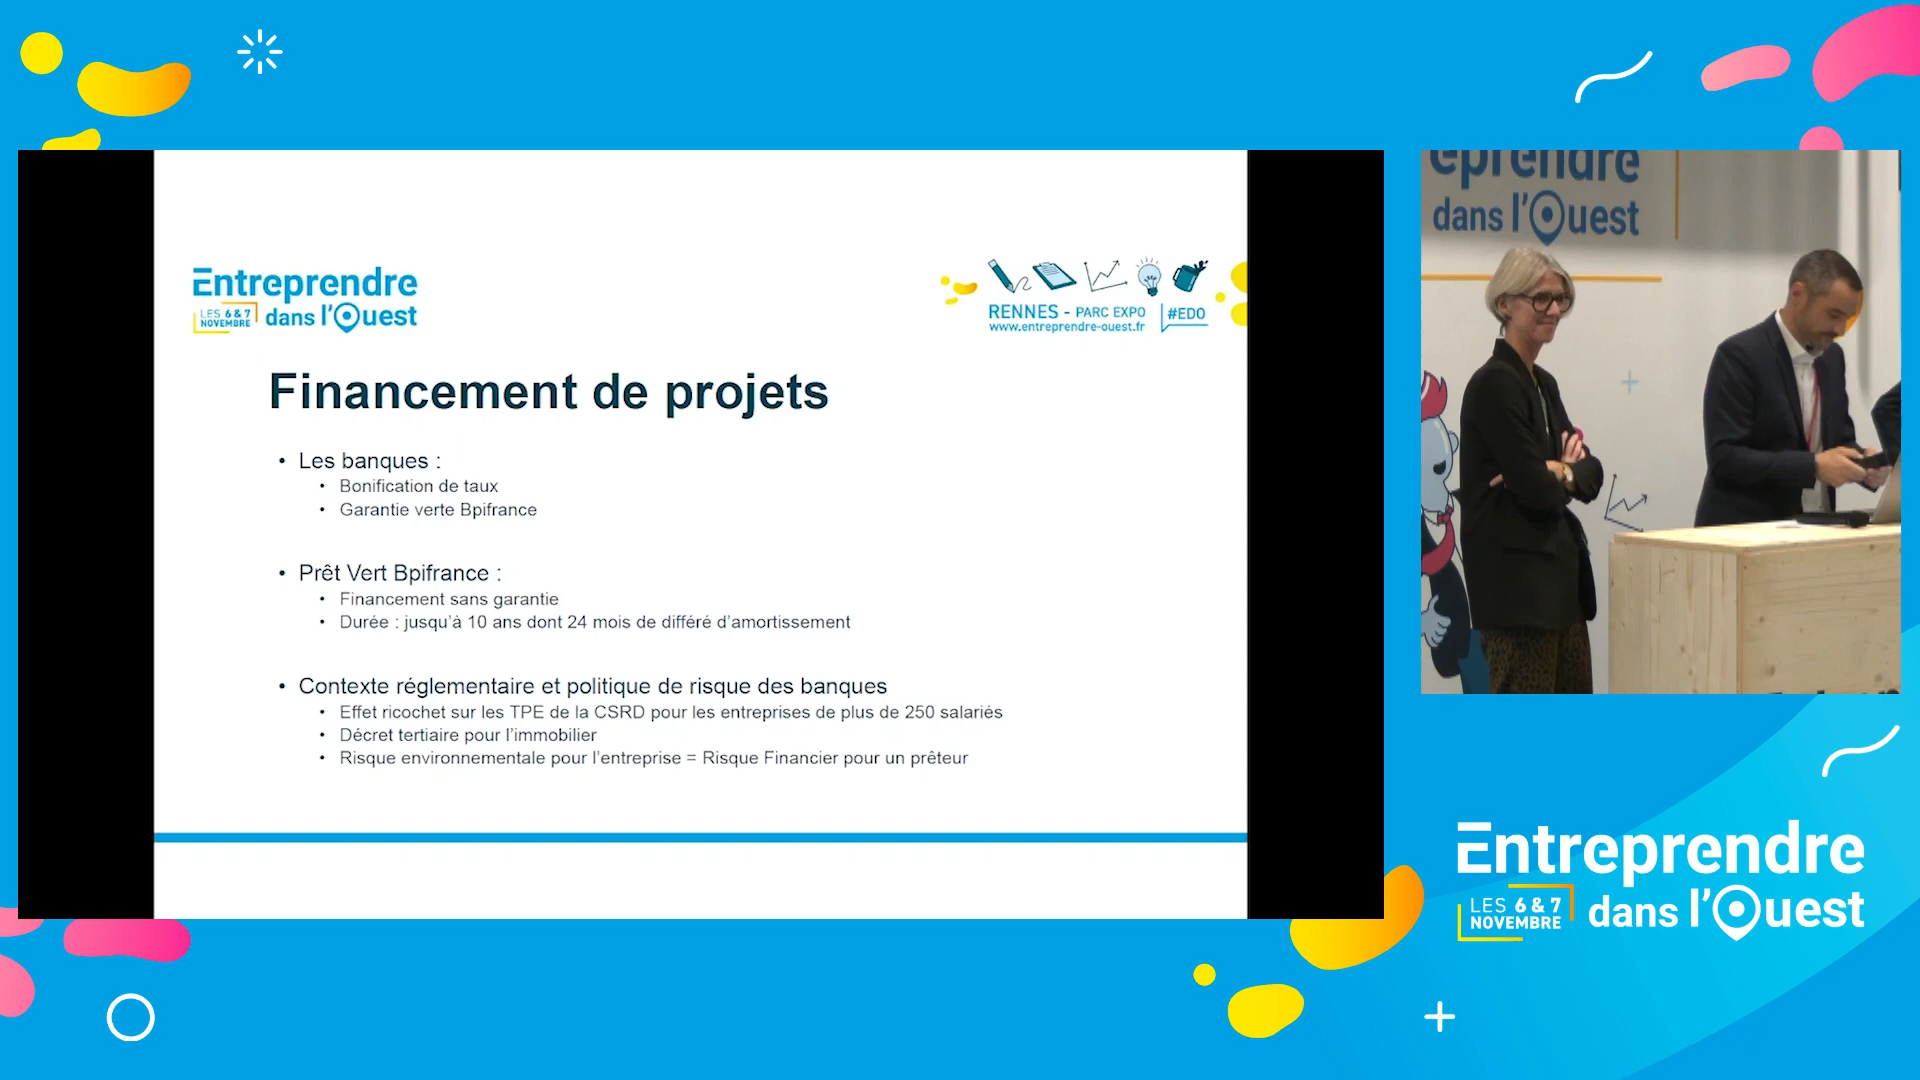 Entreprendre
LES 6 & 7
NOVEMBRE
dans l'Ouest
RENNES - PARC EXPO
www.entreprendre-ouest.fr
#EDO
Financement de projets
• Les banques :
• Bonification de taux
• Garantie verte Bpifrance
• Prêt Vert Bpifrance :
• Financement sans garantie
• Durée : jusqu'à 10 ans dont 24 mois de différé d'amortissement
• Contexte réglementaire et politique de risque des banques
• Effet ricochet sur les TPE de la CSRD pour les entreprises de plus de 250 salariés
• Décret tertiaire pour l'immobilier
• Risque environnementale pour l'entreprise = Risque Financier pour un prêteur
eprendre
dans l'Ouest
Entreprendre
LES 6 & 7
NOVEMBRE
dans l'Ouest